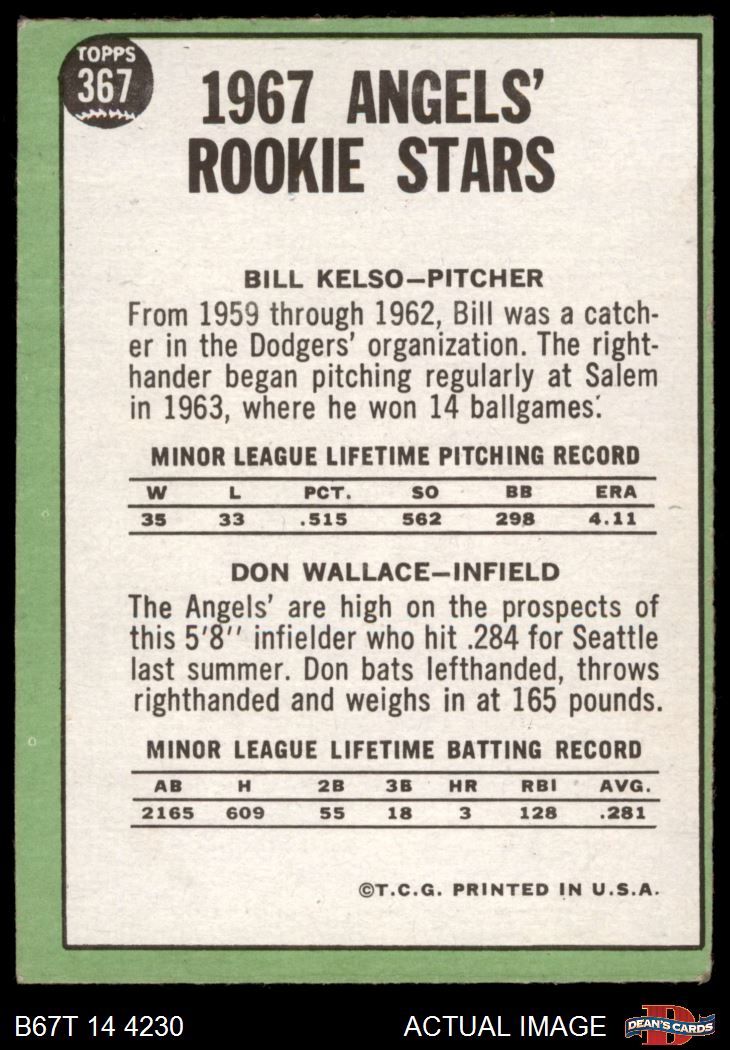 TOPPS
367
1967 ANGELS'
ROOKIE STARS
BILL KELSO—PITCHER
From 1959 through 1962, Bill was a catch-
er in the Dodgers' organization. The right-
hander began pitching regularly at Salem
in 1963, where he won 14 ballgames.
MINOR LEAGUE LIFETIME PITCHING RECORD
W L PCT. SO BB ERA
35 33 .515 562 298 4.11
DON WALLACE—INFIELD
The Angels' are high on the prospects of
this 5'8'' infielder who hit .284 for Seattle
last summer. Don bats lefthanded, throws
righthanded and weighs in at 165 pounds.
MINOR LEAGUE LIFETIME BATTING RECORD
AB H 2B 3B HR RBI AVG.
2165 609 55 18 3 128 .281
©T.C.G. PRINTED IN U.S.A.
B67T 14 4230 ACTUAL IMAGE DEAN'S CARDS